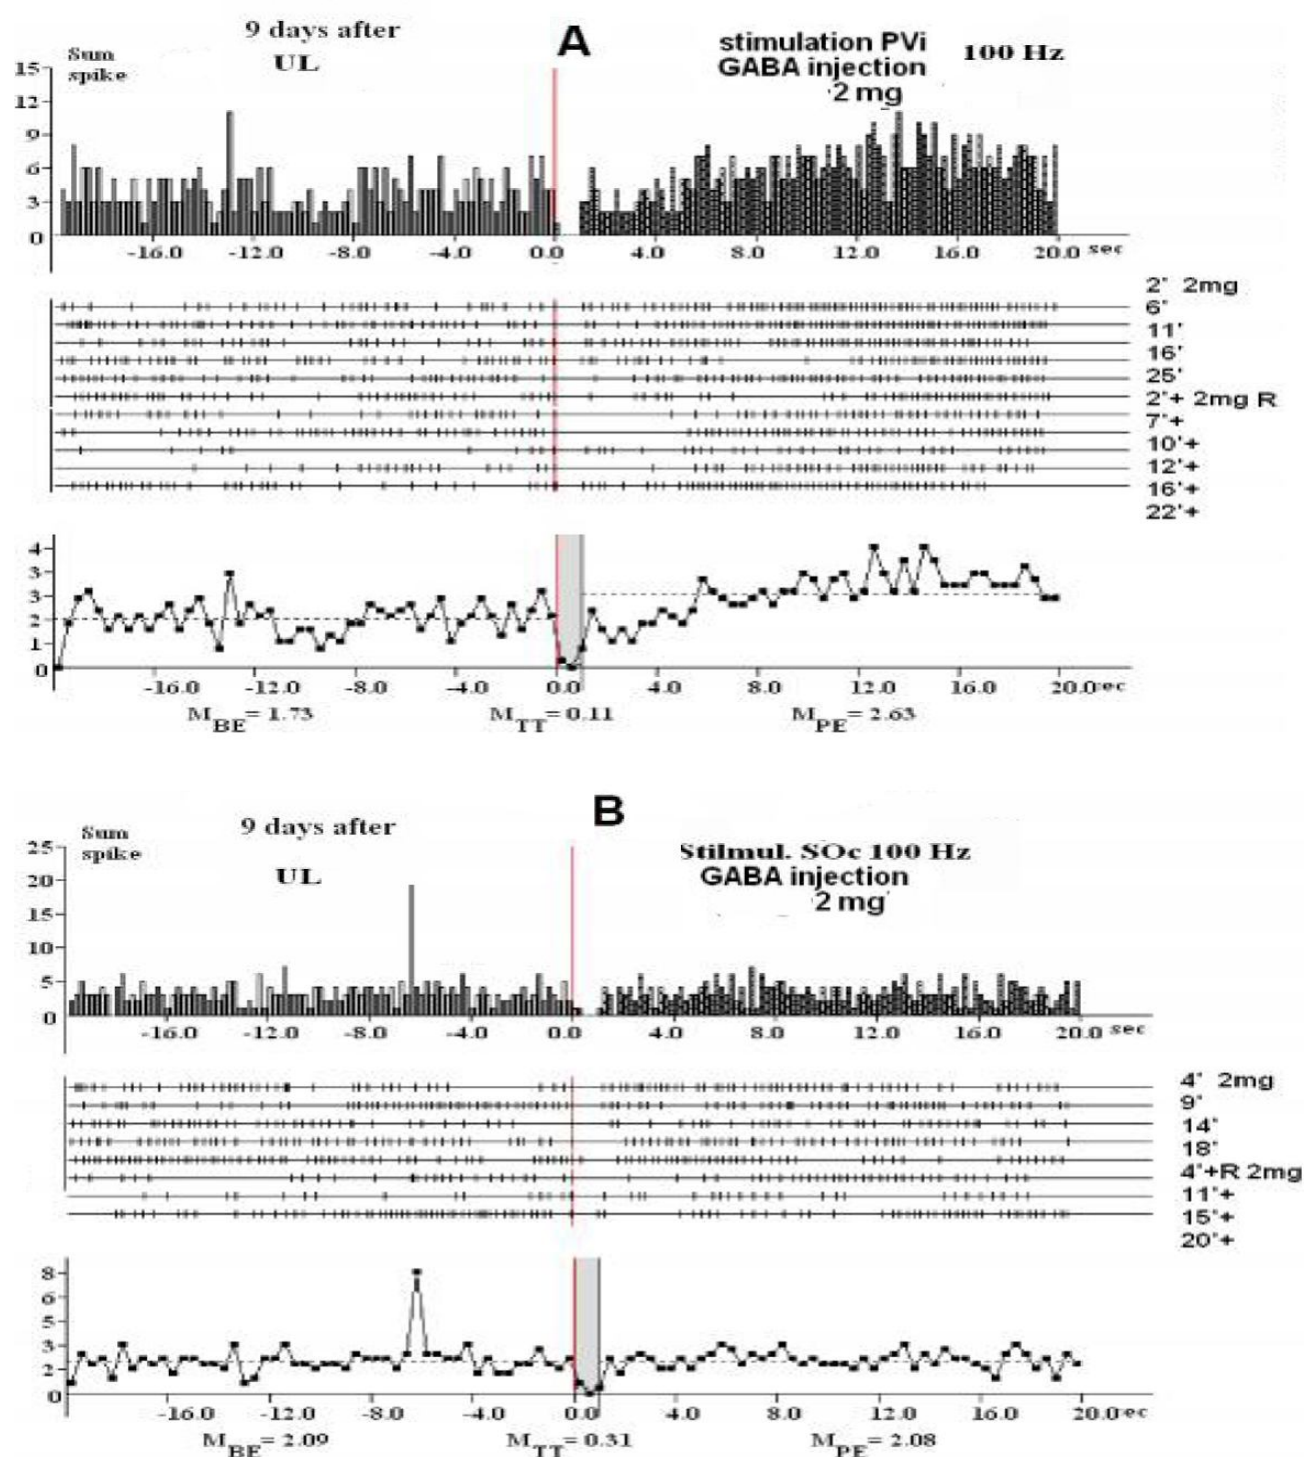 9 days after
UL
A
stimulation PVi
GABA injection
2 mg
100 Hz
Sum
spike
15
12
9
6
3
0
-16.0 -12.0 -8.0 -4.0 0.0 4.0 8.0 12.0 16.0 20.0 sec
2' 2mg
6'
11'
16'
25'
2'+ 2mg R
7'+
10'+
12'+
16'+
22'+
4
3
3
2
1
0
-16.0 -12.0 -8.0 -4.0 0.0 4.0 8.0 12.0 16.0 20.0 ec
M BE = 1.73 M TT = 0.11 M PE = 2.63
B
9 days after
UL
Stilmul. SOc 100 Hz
GABA injection
2 mg
Sum
spike
25
20
15
10
5
0
-16.0 -12.0 -8.0 -4.0 0.0 4.0 8.0 12.0 16.0 20.0 sec
4' 2mg
9'
14'
18'
4'+R 2mg
11'+
15'+
20'+
8
6
5
3
2
0
-16.0 -12.0 -8.0 -4.0 0.0 4.0 8.0 12.0 16.0 20.0 ec
M BE = 2.09 M TT = 0.31 M PE = 2.08